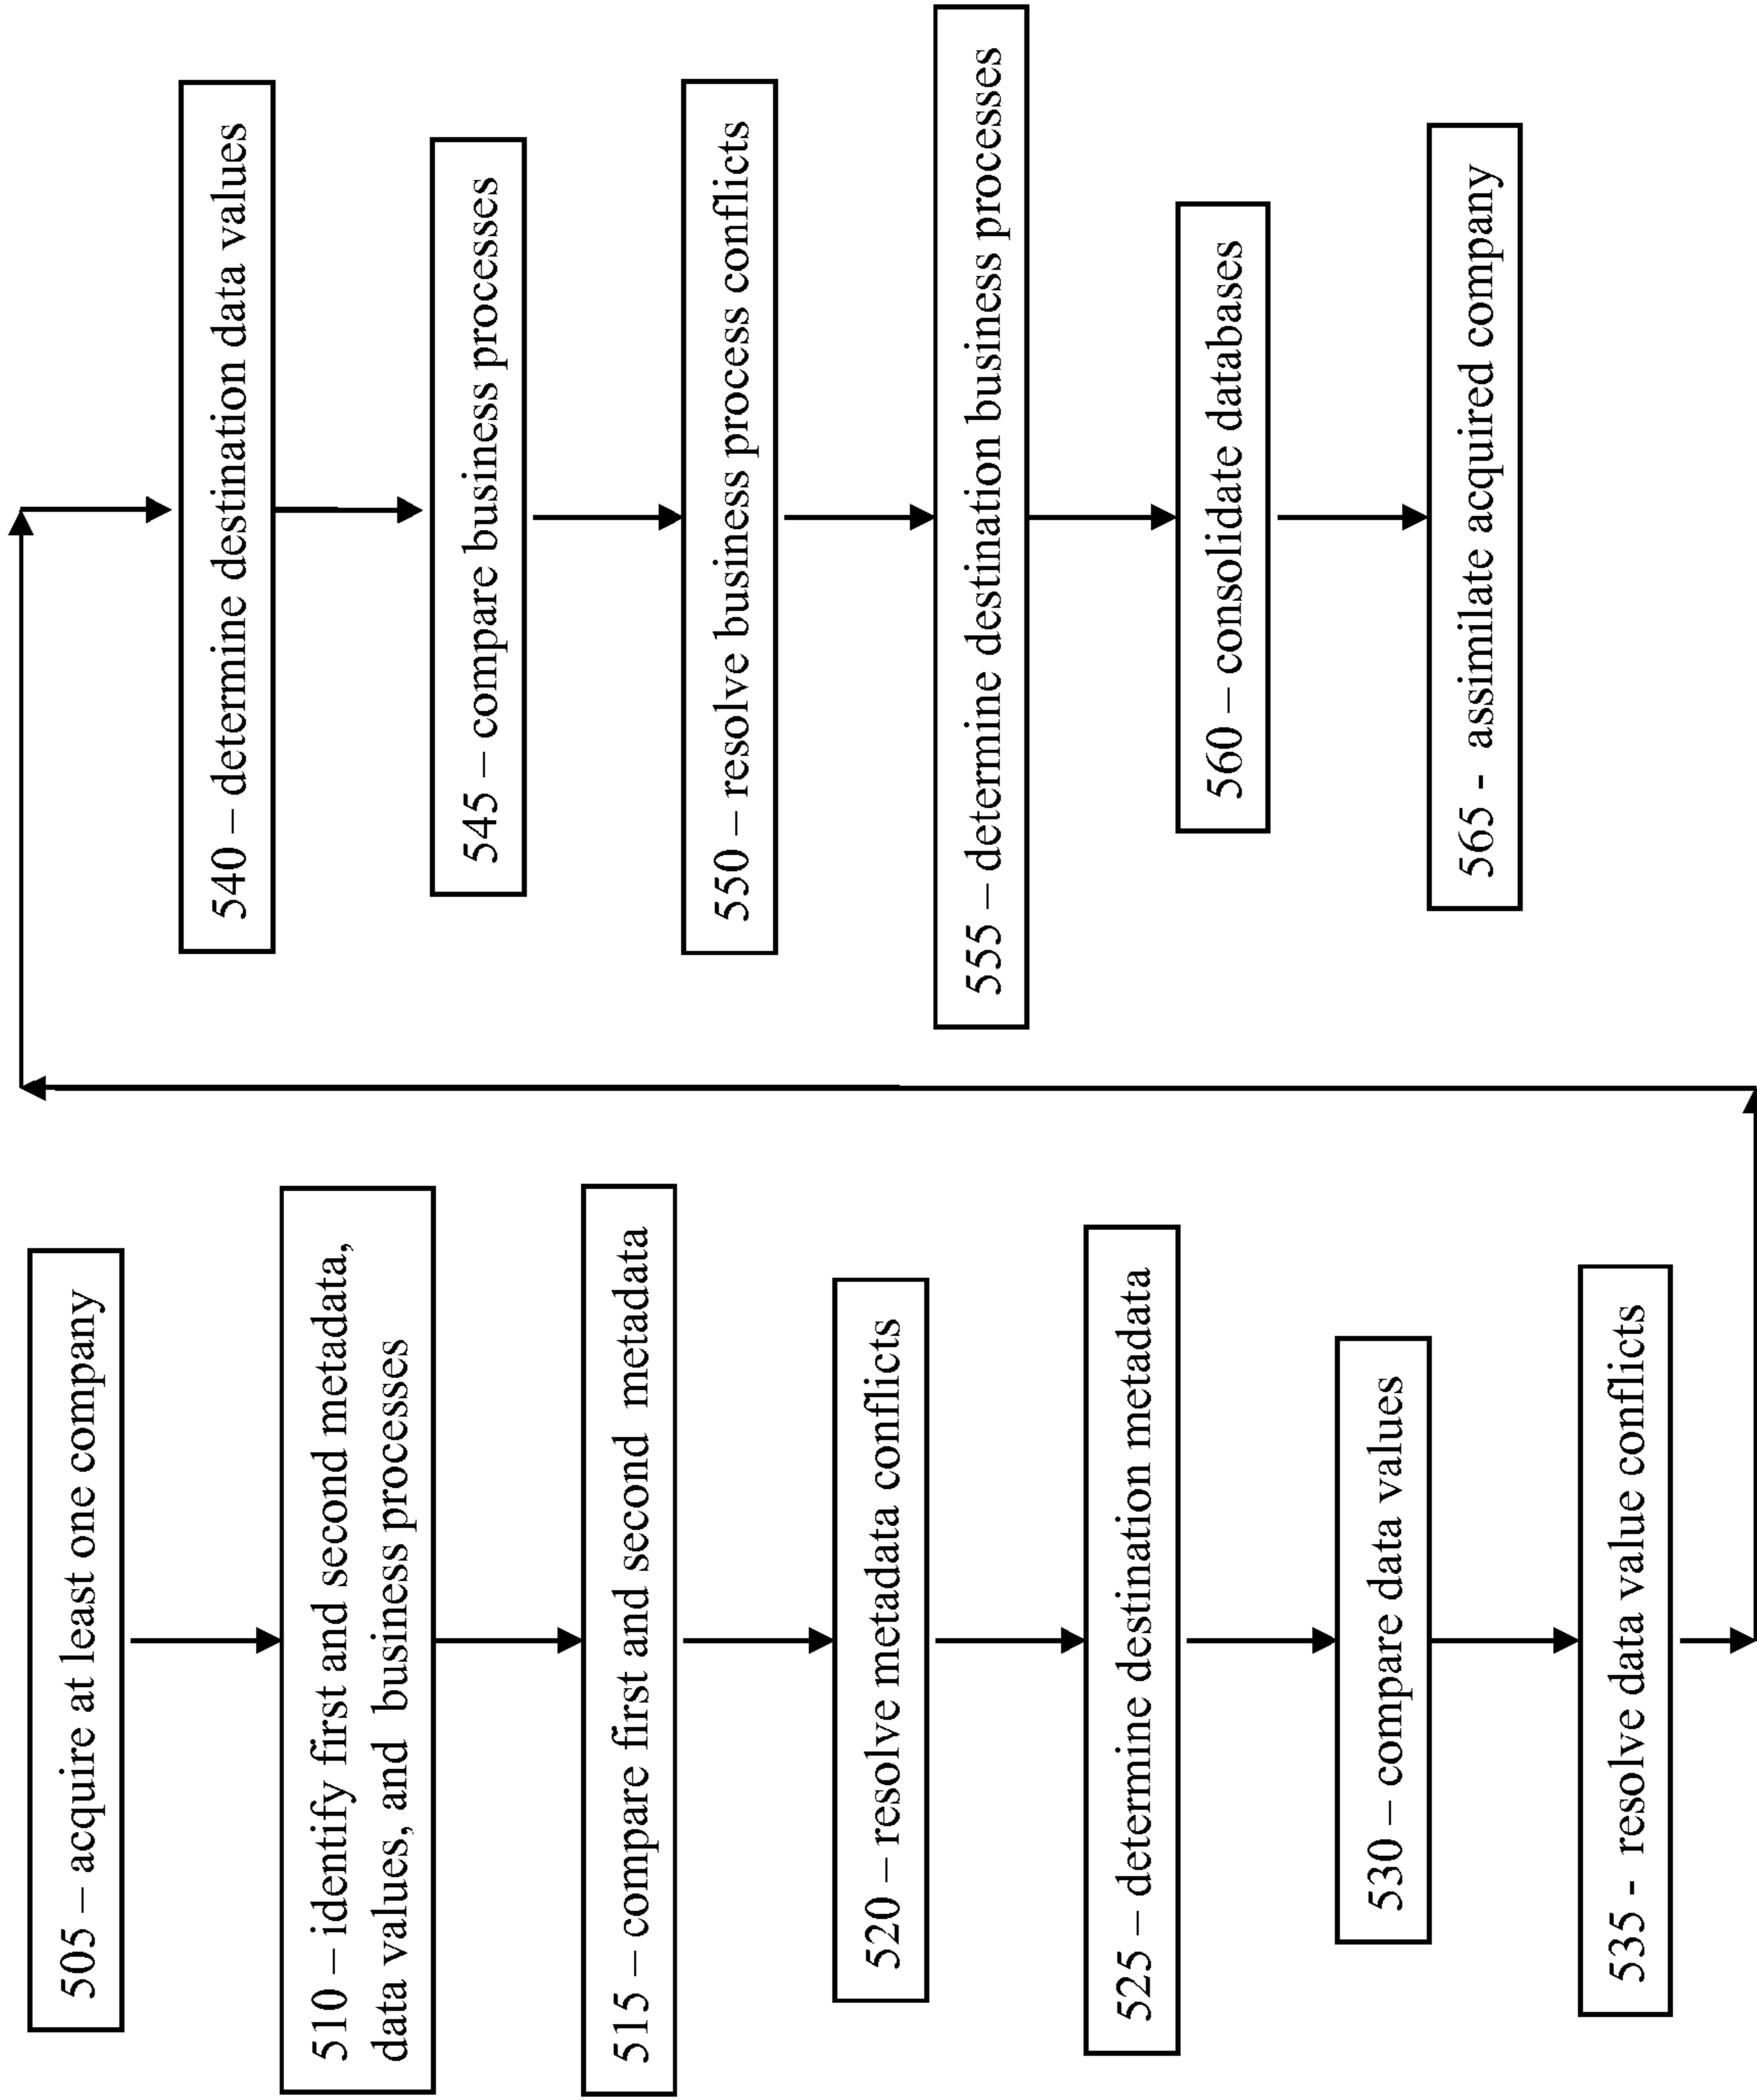 505 – acquire at least one company
510 – identify first and second metadata,
data values, and business processes
515 – compare first and second metadata
520 – resolve metadata conflicts
525 – determine destination metadata
530 – compare data values
535 - resolve data value conflicts
540 – determine destination data values
545 – compare business processes
550 – resolve business process conflicts
555 – determine destination business processes
560 – consolidate databases
565 - assimilate acquired company